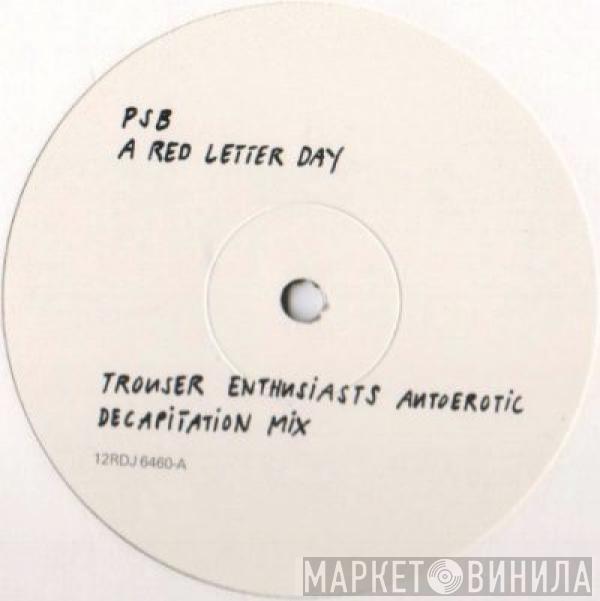 PSB
A RED LETTER DAY
TROUSER ENTHUSIASTS AUTOEROTIC
DECAPITATION MIX
12RDJ 6460-A
МАРКЕТ ВИНИЛА